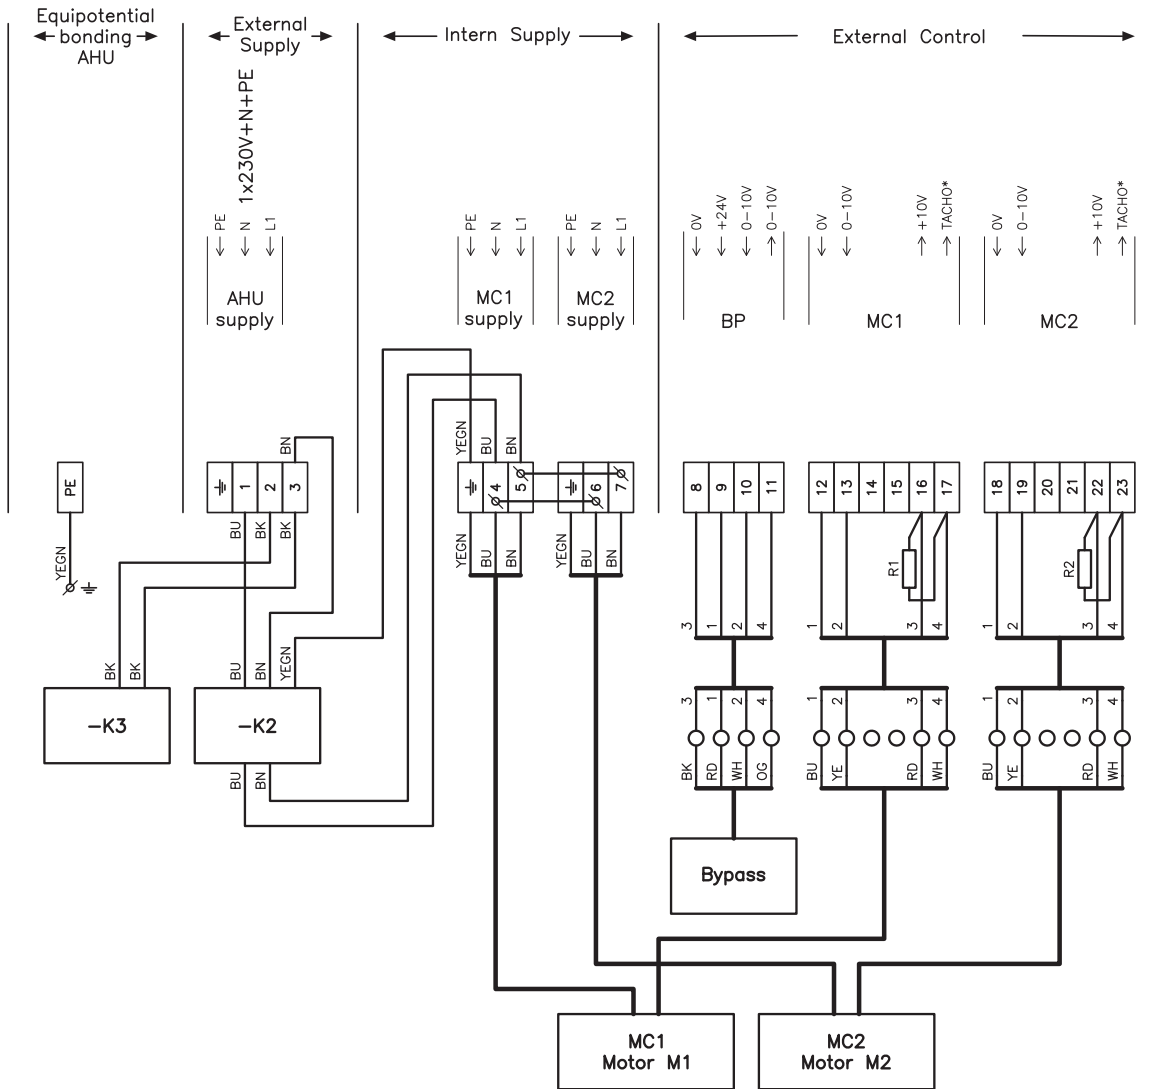 Equipotential
bonding
AHU
External
Supply
Intern Supply
External Control
1x230V+N+PE
PE
N
L1
PE
N
L1
PE
N
L1
0V
+24V
0-10V
0-10V
0V
0-10V
+10V
TACHO*
0V
0-10V
+10V
TACHO*
AHU
supply
MC1
supply
MC2
supply
BP
MC1
MC2
YEGN
BU
BN
BN
PE
1
2
3
4
5
6
7
8
9
10
11
12
13
14
15
16
17
18
19
20
21
22
23
YEGN
BU
BK
BK
YEGN
BU
BN
YEGN
BU
BN
R1
R2
3
1
2
4
1
2
3
4
1
2
3
4
BK
BK
BU
BN
YEGN
-K3
-K2
3
1
2
4
1
2
3
4
1
2
3
4
BU
BN
BK
RD
WH
OG
BU
YE
RD
WH
BU
YE
RD
WH
Bypass
MC1
Motor M1
MC2
Motor M2